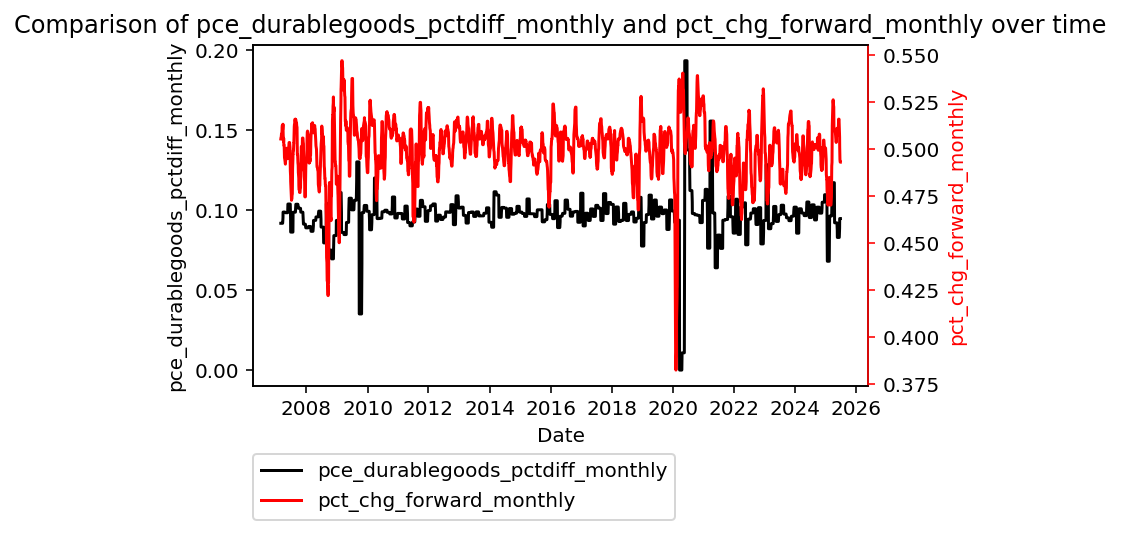 Comparison of pce_durablegoods_pctdiff_monthly and pct_chg_forward_monthly over time
pce_durablegoods_pctdiff_monthly
0.20
0.15
0.10
0.05
0.00
0.550
0.525
0.500
0.475
0.450
0.425
0.400
0.375
pct_chg_forward_monthly
2008 2010 2012 2014 2016 2018 2020 2022 2024 2026
Date
pce_durablegoods_pctdiff_monthly
pct_chg_forward_monthly